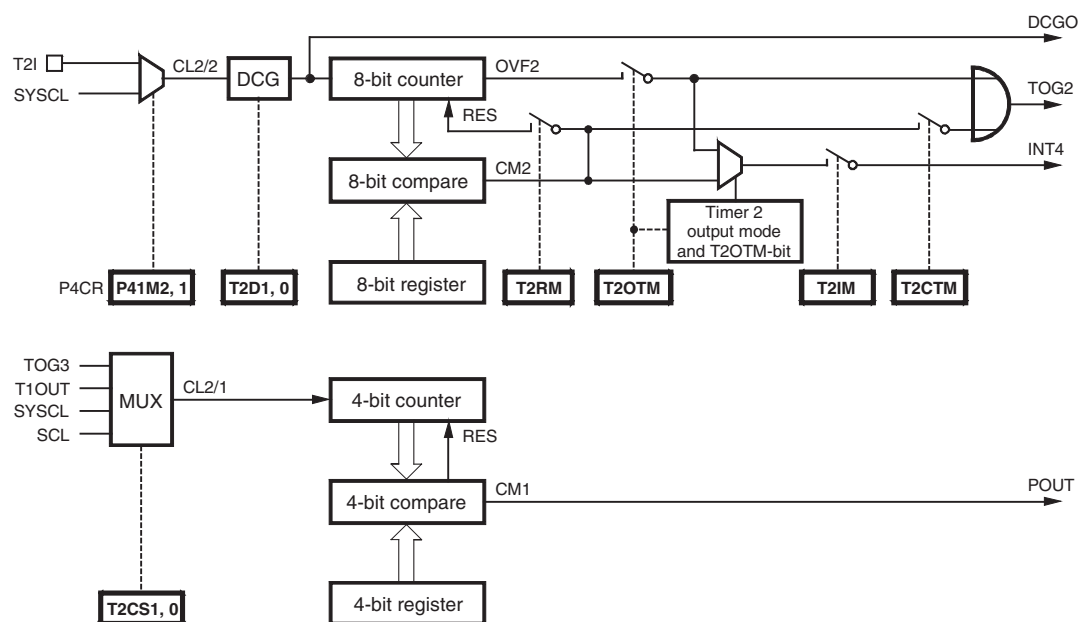 DCGO
T2I
CL2/2
DCG
8-bit counter
OVF2
TOG2
SYSCL
RES
INT4
8-bit compare
CM2
Timer 2
output mode
and T2OTM-bit
P4CR
P41M2, 1
T2D1, 0
8-bit register
T2RM
T2OTM
T2IM
T2CTM
TOG3
T1OUT
SYSCL
SCL
MUX
CL2/1
4-bit counter
RES
4-bit compare
CM1
POUT
T2CS1, 0
4-bit register